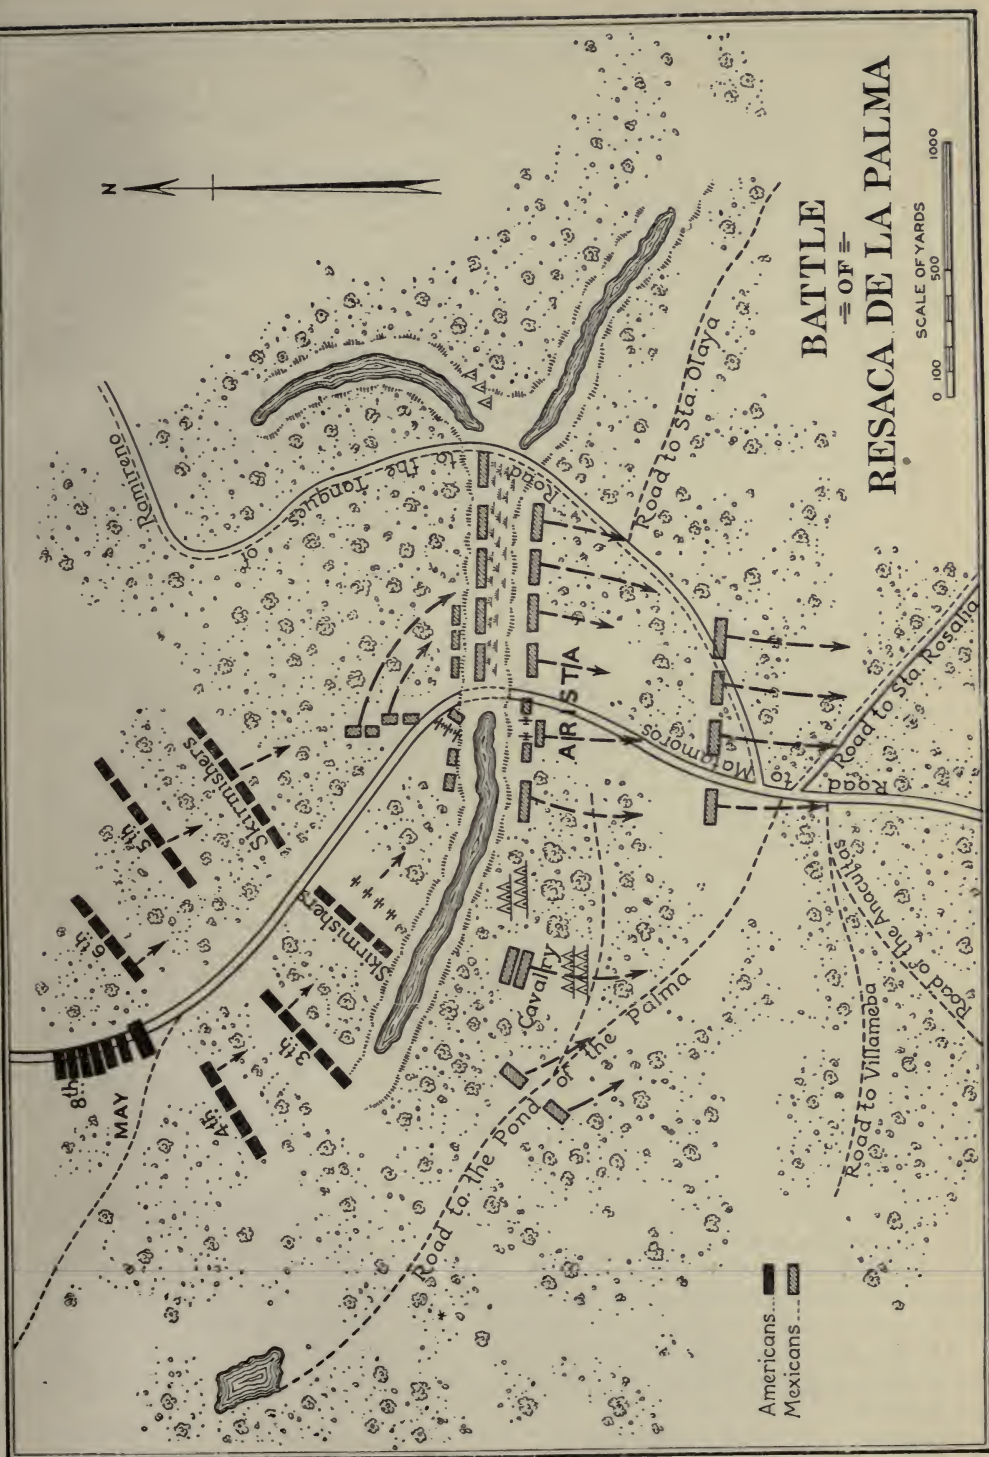 BATTLE
OF
RESACA DE LA PALMA
SCALE OF YARDS
0 100 500 1000
N
Ramireno
Road to the Tanques of
Skirmishers
5th
6th
8th
MAY
4th
3th
Skirmishers
ARISTIA
Cavalry
Road to Matamoros
Road to Sta. Olaya
Road to Sta Rosalia
Road to the Pond of the Palma
Road to Villameba
Road of the Anacuitas
Americans
Mexicans